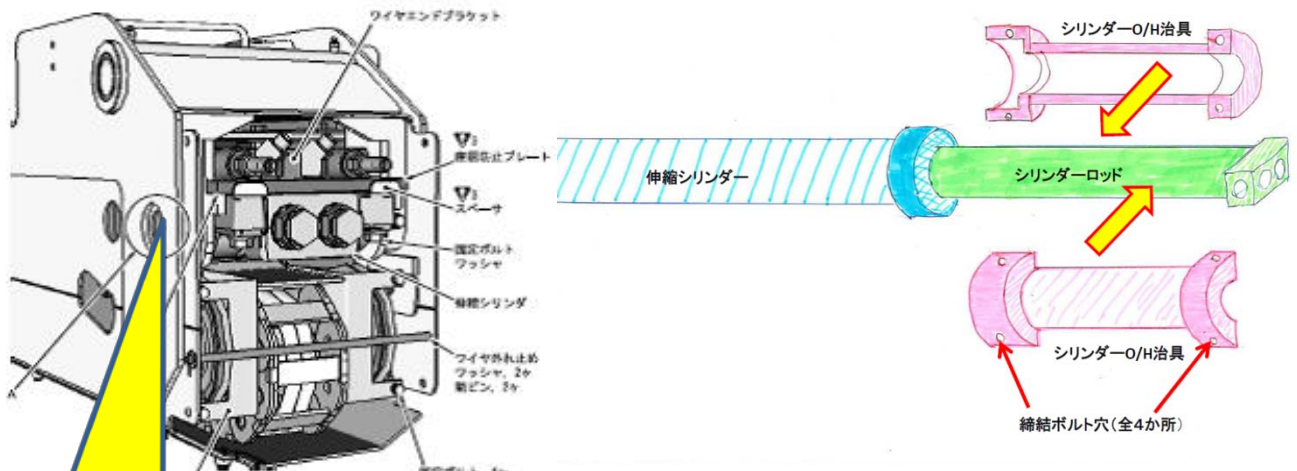 ワイヤエンドブラケット
座屈防止プレート
スペーサ
固定ボルト
ワッシャ
伸縮シリンダ
ワイヤ外れ止め
ワッシャ, 2ケ
割ピン, 2ケ
A
シリンダーO/H治具
伸縮シリンダー
シリンダーロッド
シリンダーO/H治具
締結ボルト穴(全4か所)